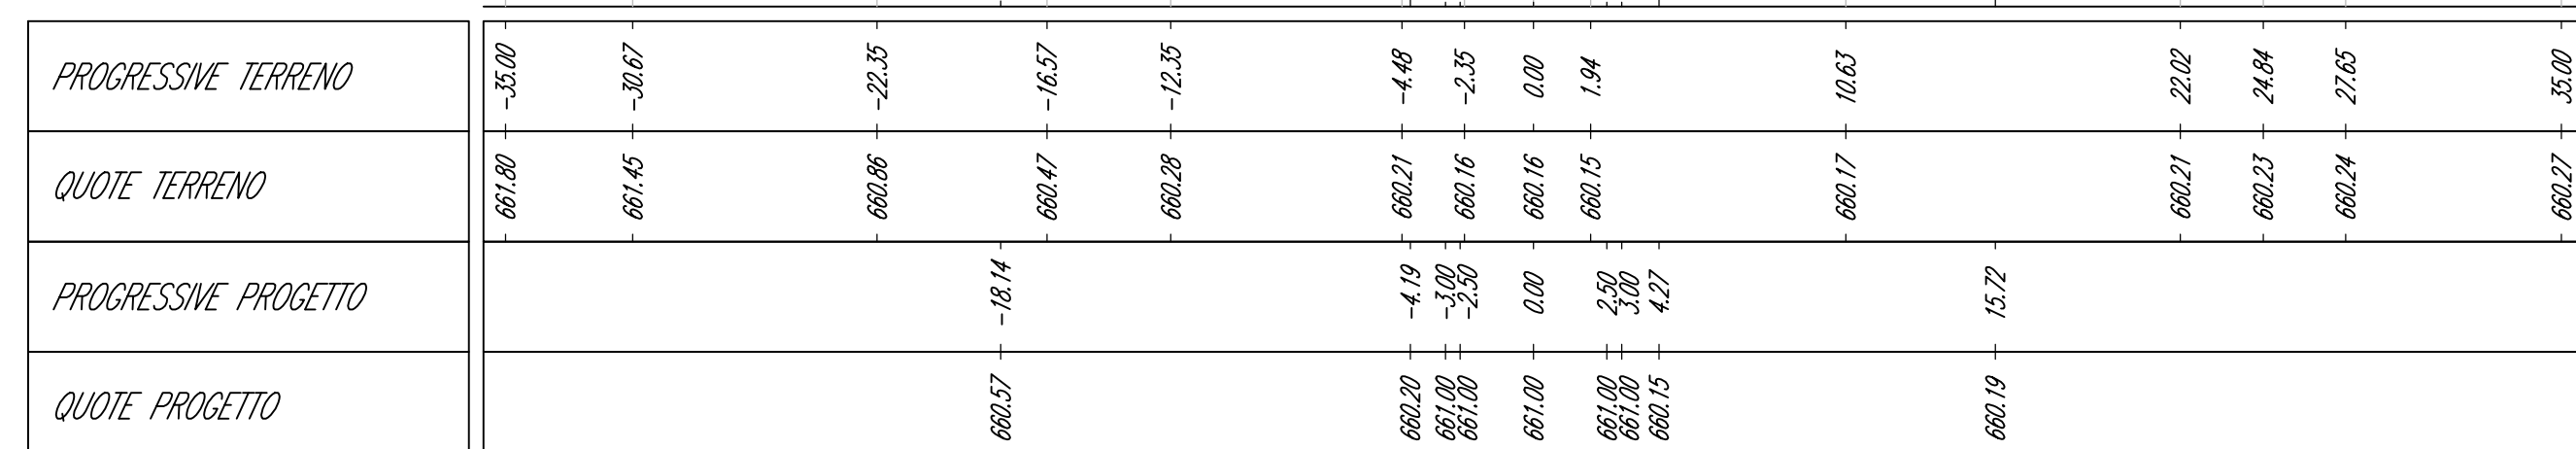 PROGRESSIVE TERRENO -35.00 -30.67 -22.35 -16.57 -12.35 -4.48 -2.35 0.00 1.94 10.63 22.02 24.84 27.65 35.00
QUOTE TERRENO 661.80 661.45 660.86 660.47 660.28 660.21 660.16 660.16 660.15 660.17 660.21 660.23 660.24 660.27
PROGRESSIVE PROGETTO -18.14 -4.19 -3.00 -2.50 0.00 2.50 3.00 4.27 15.72
QUOTE PROGETTO 660.57 660.20 661.00 661.00 661.00 661.00 661.00 660.15 660.19